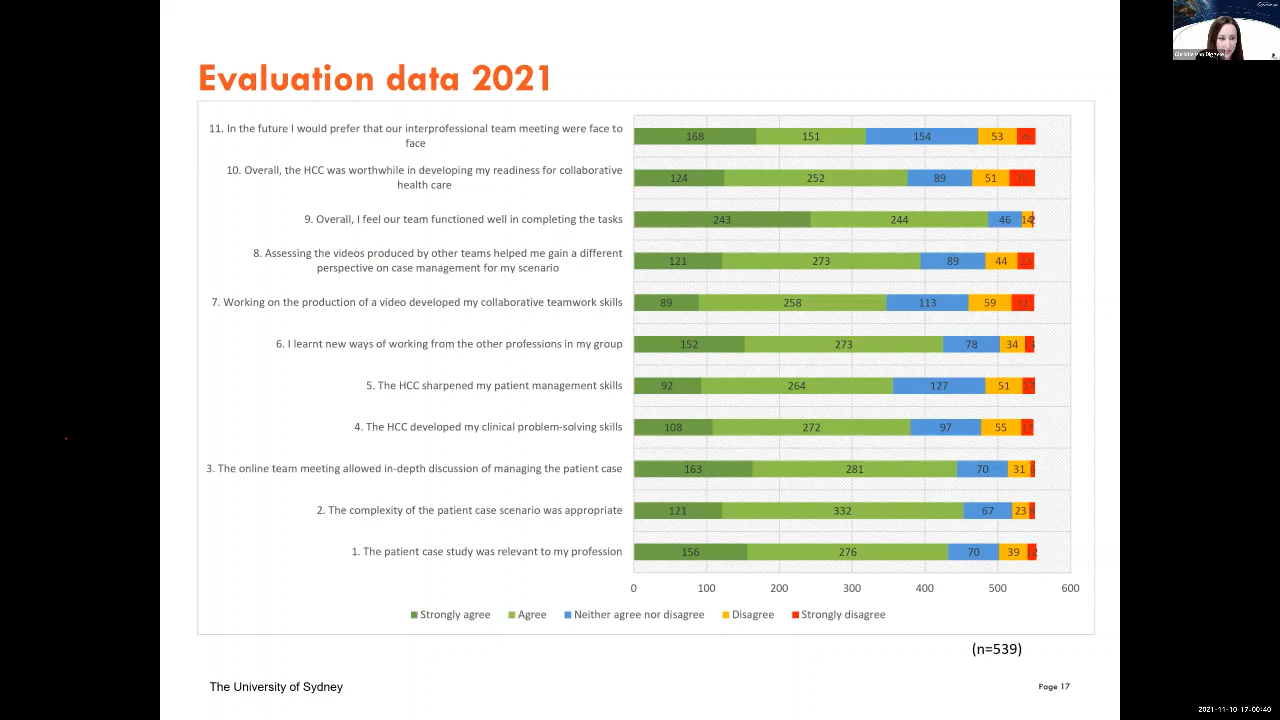 Evaluation data 2021
11. In the future I would prefer that our interprofessional team meeting were face to
face
168 151 154 53 26
10. Overall, the HCC was worthwhile in developing my readiness for collaborative
health care
124 252 89 51 35
9. Overall, I feel our team functioned well in completing the tasks
243 244 46 14 2
8. Assessing the videos produced by other teams helped me gain a different
perspective on case management for my scenario
121 273 89 44 23
7. Working on the production of a video developed my collaborative teamwork skills
89 258 113 59 31
6. I learnt new ways of working from the other professions in my group
152 273 78 34 13
5. The HCC sharpened my patient management skills
92 264 127 51 17
4. The HCC developed my clinical problem-solving skills
108 272 97 55 17
3. The online team meeting allowed in-depth discussion of managing the patient case
163 281 70 31
2. The complexity of the patient case scenario was appropriate
121 332 67 23
1. The patient case study was relevant to my profession
156 276 70 39 12
0 100 200 300 400 500 600
Strongly agree Agree Neither agree nor disagree Disagree Strongly disagree
(n=539)
The University of Sydney
Page 17
2021-11-10 17:00:40